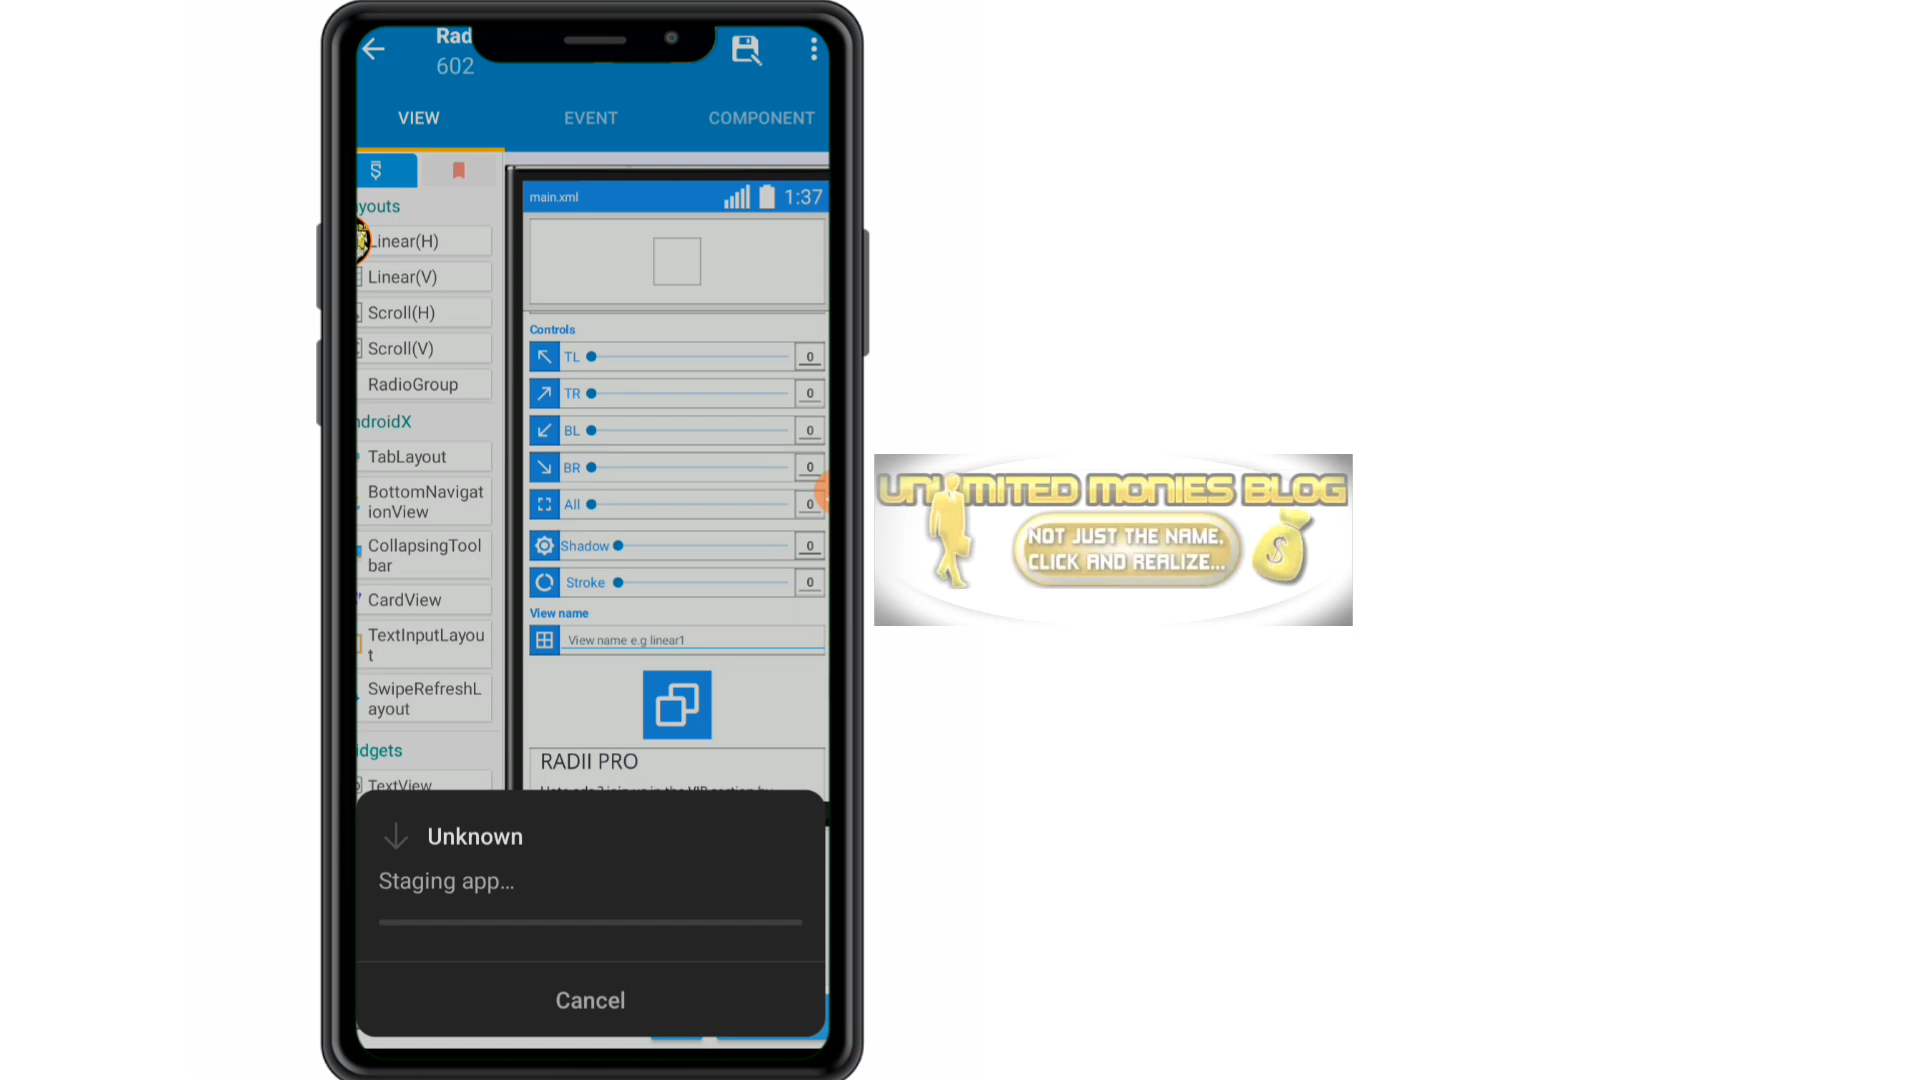 Rad
602
VIEW
EVENT
COMPONENT
youts
Linear(H)
Linear(V)
Scroll(H)
Scroll(V)
RadioGroup
ndroidX
TabLayout
BottomNavigat
ionView
CollapsingTool
bar
CardView
TextInputLayou
t
SwipeRefreshL
ayout
idgets
TextView
main.xml
1:37
Controls
TL 0
TR 0
BL 0
BR 0
All 0
Shadow 0
Stroke 0
View name
View name e.g linear1
RADII PRO
Unknown
Staging app...
Cancel
UNLIMITED MONIES BLOG
NOT JUST THE NAME,
CLICK AND REALIZE...
$